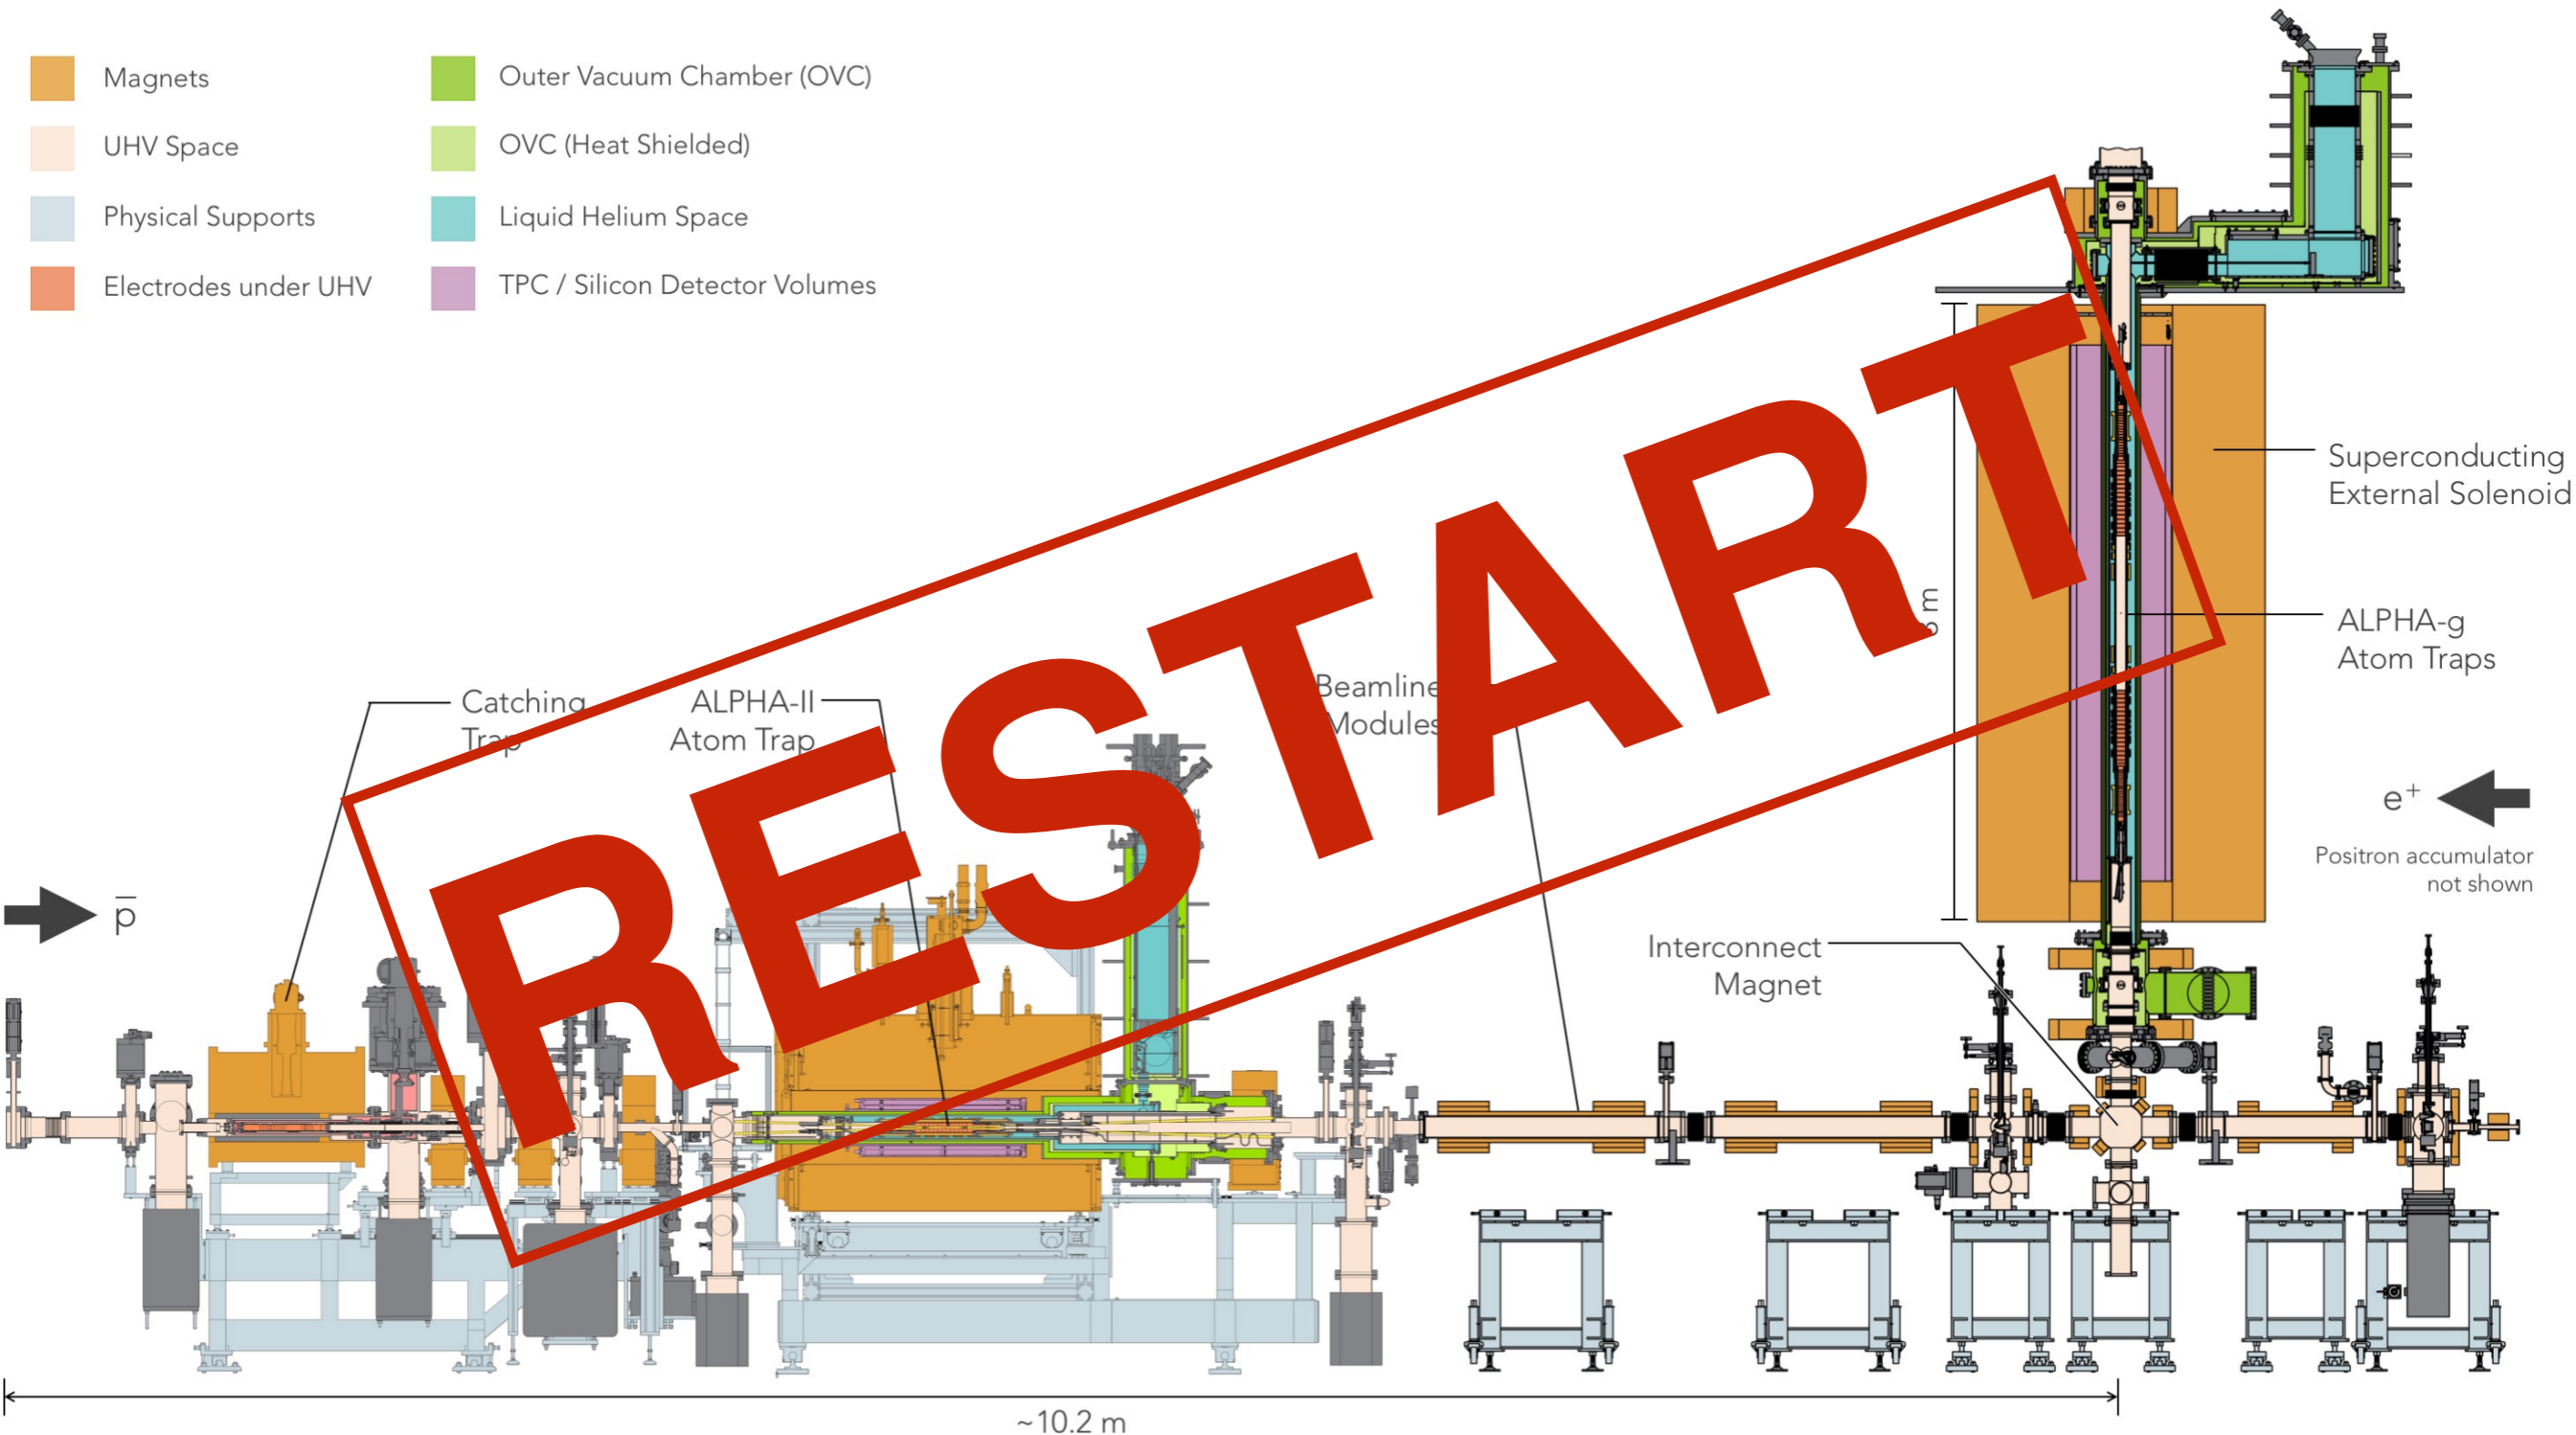 Magnets
UHV Space
Physical Supports
Electrodes under UHV
Outer Vacuum Chamber (OVC)
OVC (Heat Shielded)
Liquid Helium Space
TPC / Silicon Detector Volumes
RESTART
Superconducting
External Solenoid
m
ALPHA-g
Atom Traps
Catching
Trap
ALPHA-II
Atom Trap
Beamline
Modules
e⁺
Positron accumulator
not shown
p̅
Interconnect
Magnet
~10.2 m